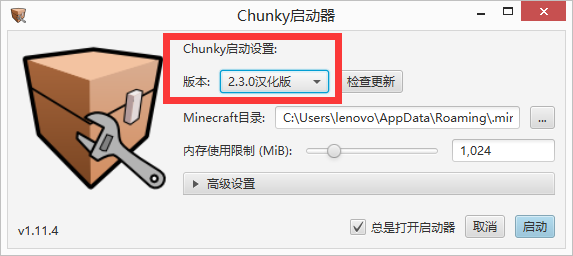 Chunky启动器
Chunky启动设置:
版本: 2.3.0汉化版 检查更新
Minecraft目录: C:\Users\lenovo\AppData\Roaming\.mir ...
内存使用限制 (MiB): 1,024
高级设置
v1.11.4 总是打开启动器 取消 启动